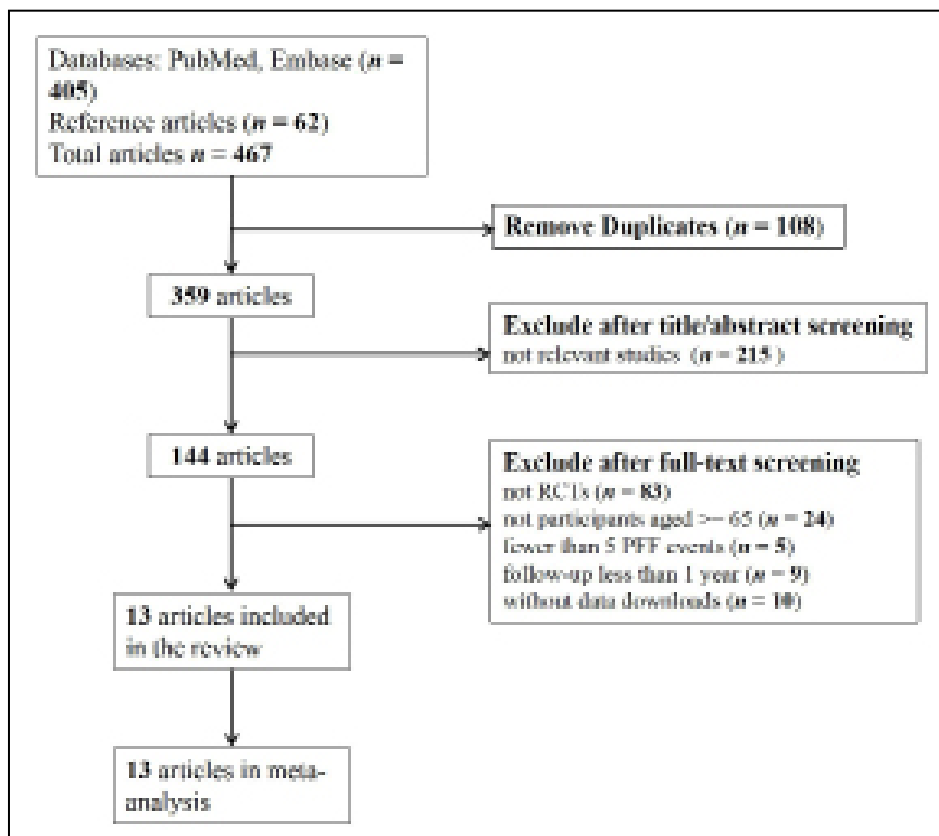 Databases: PubMed, Embase (n =
405)
Reference articles (n = 62)
Total articles n = 467
Remove Duplicates (n = 108)
359 articles
Exclude after title/abstract screening
not relevant studies (n = 215 )
144 articles
Exclude after full-text screening
not RCTs (n = 83)
not participants aged >= 65 (n = 24)
fewer than 5 PFF events (n = 5)
follow-up less than 1 year (n = 9)
without data downloads (n = 10)
13 articles included
in the review
13 articles in meta-
analysis